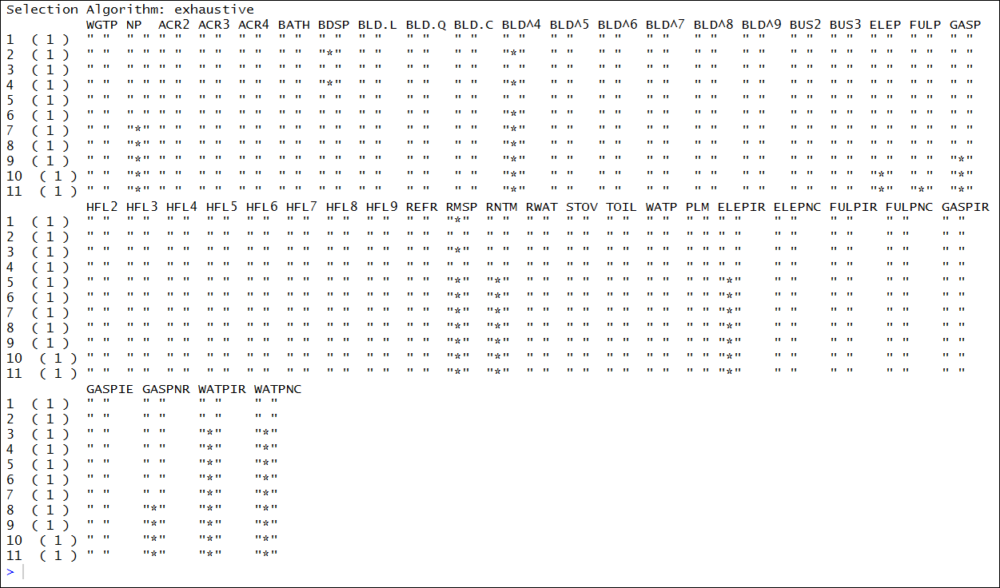 Selection Algorithm: exhaustive
WGTP NP ACR2 ACR3 ACR4 BATH BDSP BLD.L BLD.Q BLD.C BLD^4 BLD^5 BLD^6 BLD^7 BLD^8 BLD^9 BUS2 BUS3 ELEP FULP GASP
1 ( 1 ) " " " " " " " " " " " " " " " " " " " " " " " " " " " " " " " " " " " " " " " " " "
2 ( 1 ) " " " " " " " " " " " " "*" " " " " " " "*" " " " " " " " " " " " " " " " " " " " "
3 ( 1 ) " " " " " " " " " " " " " " " " " " " " " " " " " " " " " " " " " " " " " " " " " "
4 ( 1 ) " " " " " " " " " " " " "*" " " " " " " "*" " " " " " " " " " " " " " " " " " " " "
5 ( 1 ) " " " " " " " " " " " " " " " " " " " " " " " " " " " " " " " " " " " " " " " " " "
6 ( 1 ) " " " " " " " " " " " " " " " " " " " " "*" " " " " " " " " " " " " " " " " " " " "
7 ( 1 ) " " "*" " " " " " " " " " " " " " " " " "*" " " " " " " " " " " " " " " " " " " " "
8 ( 1 ) " " "*" " " " " " " " " " " " " " " " " "*" " " " " " " " " " " " " " " " " " " " "
9 ( 1 ) " " "*" " " " " " " " " " " " " " " " " "*" " " " " " " " " " " " " " " " " " " "*"
10 ( 1 ) " " "*" " " " " " " " " " " " " " " " " "*" " " " " " " " " " " " " " " "*" " " "*"
11 ( 1 ) " " "*" " " " " " " " " " " " " " " " " "*" " " " " " " " " " " " " " " "*" "*" "*"
HFL2 HFL3 HFL4 HFL5 HFL6 HFL7 HFL8 HFL9 REFR RMSP RNTM RWAT STOV TOIL WATP PLM ELEPIR ELEPNC FULPIR FULPNC GASPIR
1 ( 1 ) " " " " " " " " " " " " " " " " " " "*" " " " " " " " " " " " " " " " " " " " " " "
2 ( 1 ) " " " " " " " " " " " " " " " " " " " " " " " " " " " " " " " " " " " " " " " " " "
3 ( 1 ) " " " " " " " " " " " " " " " " " " "*" " " " " " " " " " " " " " " " " " " " " " "
4 ( 1 ) " " " " " " " " " " " " " " " " " " " " " " " " " " " " " " " " " " " " " " " " " "
5 ( 1 ) " " " " " " " " " " " " " " " " " " "*" "*" " " " " " " " " " " "*" " " " " " " " "
6 ( 1 ) " " " " " " " " " " " " " " " " " " "*" "*" " " " " " " " " " " "*" " " " " " " " "
7 ( 1 ) " " " " " " " " " " " " " " " " " " "*" "*" " " " " " " " " " " "*" " " " " " " " "
8 ( 1 ) " " " " " " " " " " " " " " " " " " "*" "*" " " " " " " " " " " "*" " " " " " " " "
9 ( 1 ) " " " " " " " " " " " " " " " " " " "*" "*" " " " " " " " " " " "*" " " " " " " " "
10 ( 1 ) " " " " " " " " " " " " " " " " " " "*" "*" " " " " " " " " " " "*" " " " " " " " "
11 ( 1 ) " " " " " " " " " " " " " " " " " " "*" "*" " " " " " " " " " " "*" " " " " " " " "
GASPIE GASPNR WATPIR WATPNC
1 ( 1 ) " " " " " " " "
2 ( 1 ) " " " " " " " "
3 ( 1 ) " " " " "*" "*"
4 ( 1 ) " " " " "*" "*"
5 ( 1 ) " " " " "*" "*"
6 ( 1 ) " " " " "*" "*"
7 ( 1 ) " " " " "*" "*"
8 ( 1 ) " " "*" "*" "*"
9 ( 1 ) " " "*" "*" "*"
10 ( 1 ) " " "*" "*" "*"
11 ( 1 ) " " "*" "*" "*"
>